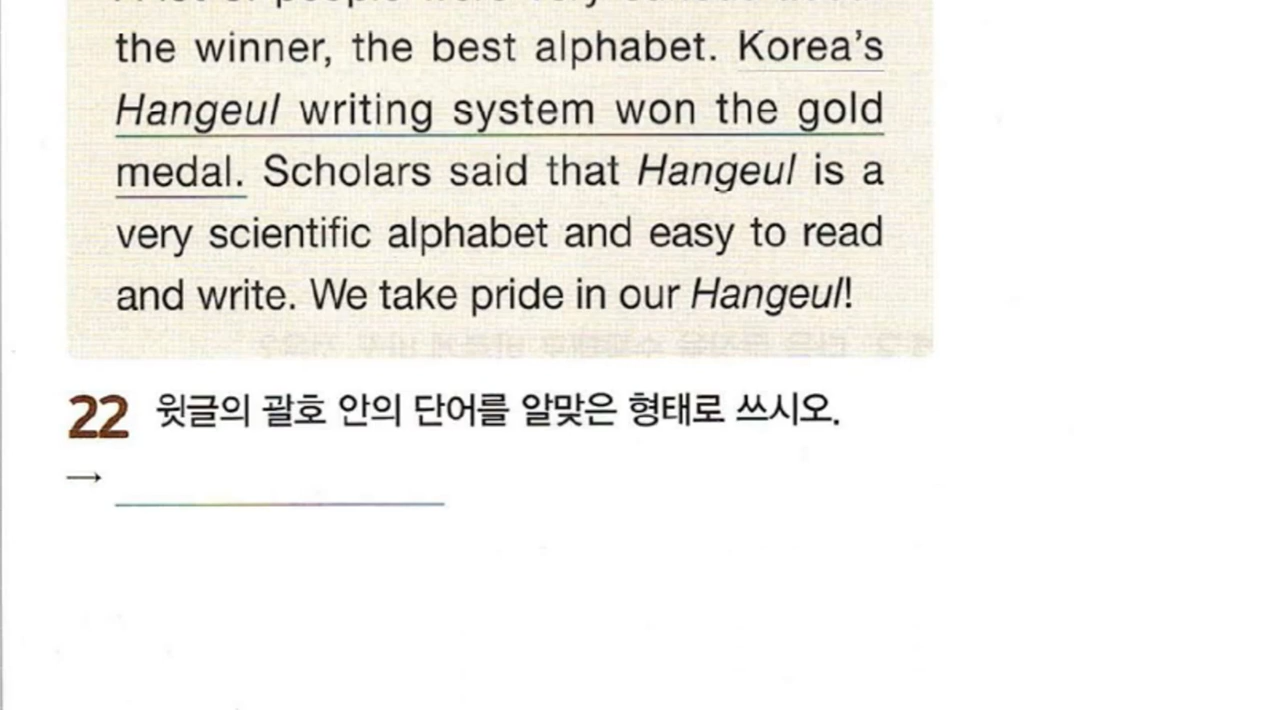 the winner, the best alphabet. Korea's
Hangeul writing system won the gold
medal. Scholars said that Hangeul is a
very scientific alphabet and easy to read
and write. We take pride in our Hangeul!
22 윗글의 괄호 안의 단어를 알맞은 형태로 쓰시오.
→